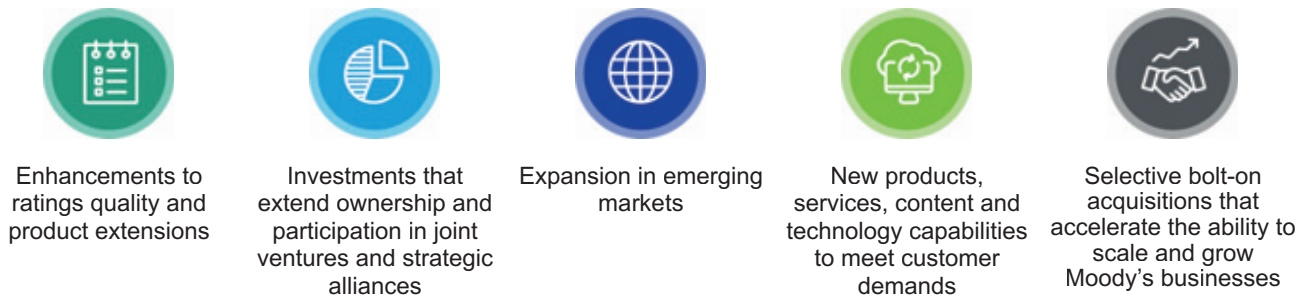 Enhancements to
ratings quality and
product extensions
Investments that
extend ownership and
participation in joint
ventures and strategic
alliances
Expansion in emerging
markets
New products,
services, content and
technology capabilities
to meet customer
demands
Selective bolt-on
acquisitions that
accelerate the ability to
scale and grow
Moody’s businesses